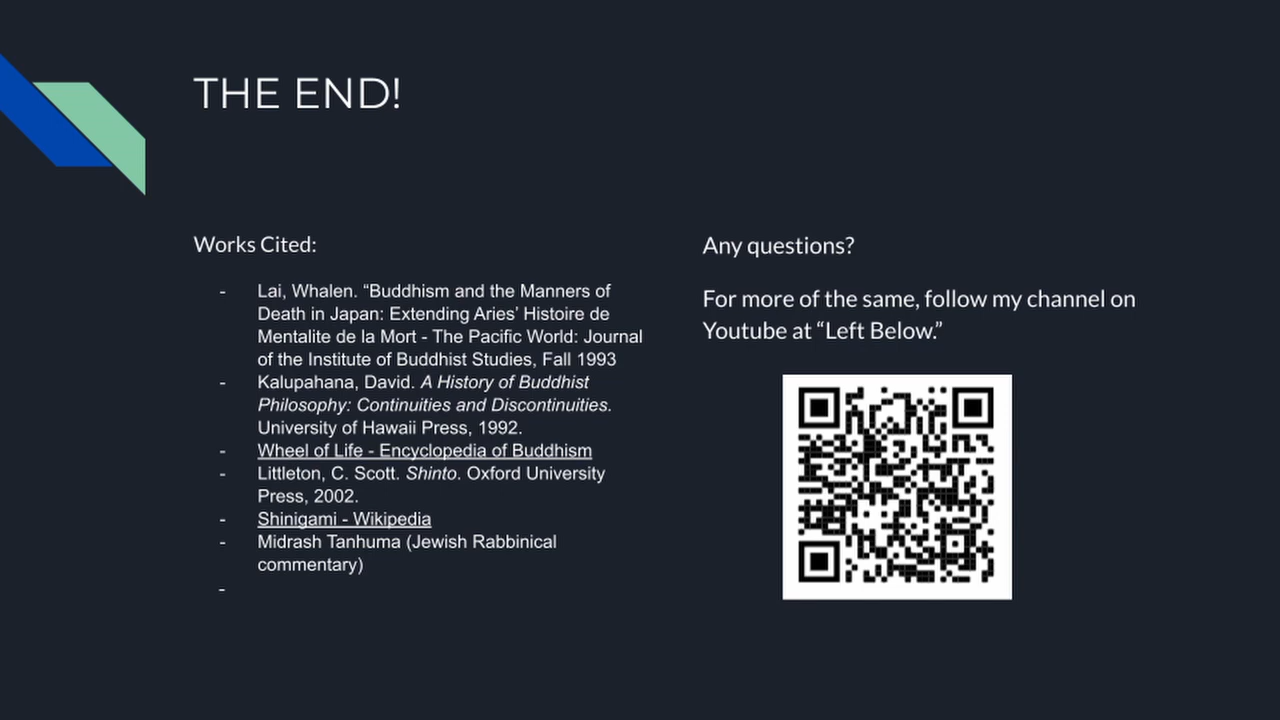 THE END!
Works Cited:
- Lai, Whalen. “Buddhism and the Manners of
Death in Japan: Extending Aries’ Histoire de
Mentalite de la Mort - The Pacific World: Journal
of the Institute of Buddhist Studies, Fall 1993
- Kalupahana, David. A History of Buddhist
Philosophy: Continuities and Discontinuities.
University of Hawaii Press, 1992.
- Wheel of Life - Encyclopedia of Buddhism
- Littleton, C. Scott. Shinto. Oxford University
Press, 2002.
- Shinigami - Wikipedia
- Midrash Tanhuma (Jewish Rabbinical
commentary)
-
Any questions?
For more of the same, follow my channel on
Youtube at “Left Below.”